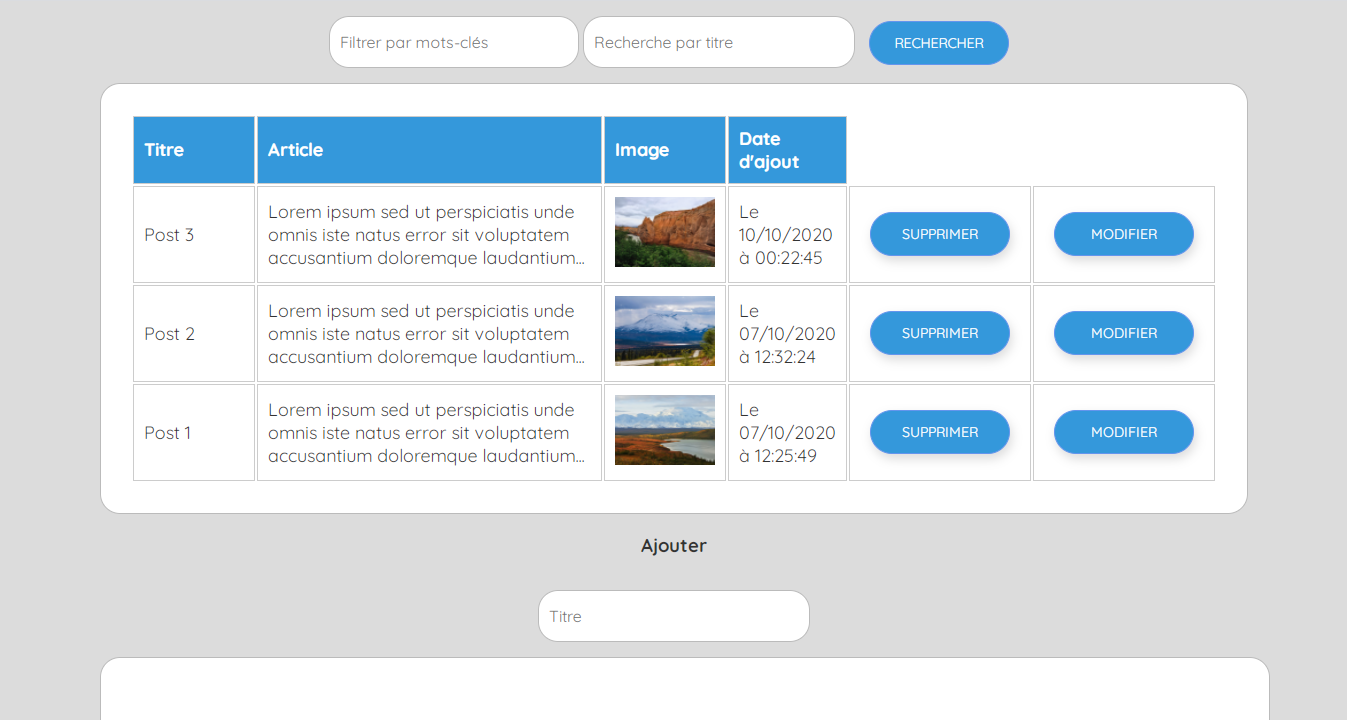 Filtrer par mots-clés Recherche par titre RECHERCHER
Titre Article Image Date
d'ajout
Post 3
Lorem ipsum sed ut perspiciatis unde
omnis iste natus error sit voluptatem
accusantium doloremque laudantium...
Le
10/10/2020
à 00:22:45
SUPPRIMER
MODIFIER
Post 2
Lorem ipsum sed ut perspiciatis unde
omnis iste natus error sit voluptatem
accusantium doloremque laudantium...
Le
07/10/2020
à 12:32:24
SUPPRIMER
MODIFIER
Post 1
Lorem ipsum sed ut perspiciatis unde
omnis iste natus error sit voluptatem
accusantium doloremque laudantium...
Le
07/10/2020
à 12:25:49
SUPPRIMER
MODIFIER
Ajouter
Titre